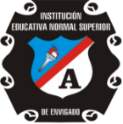 INSTITUCIÓN
EDUCATIVA NORMAL SUPERIOR
A
DE ENVIGADO